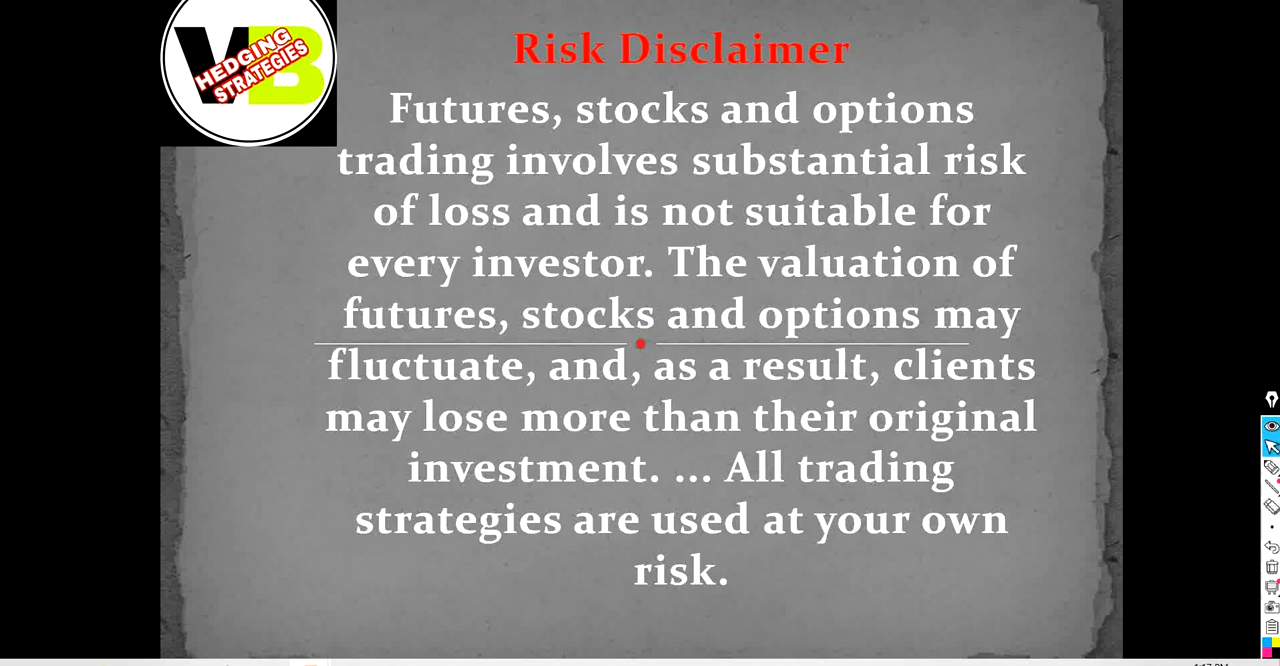 VB
HEDGING
STRATEGIES
Risk Disclaimer
Futures, stocks and options
trading involves substantial risk
of loss and is not suitable for
every investor. The valuation of
futures, stocks and options may
fluctuate, and, as a result, clients
may lose more than their original
investment. ... All trading
strategies are used at your own
risk.